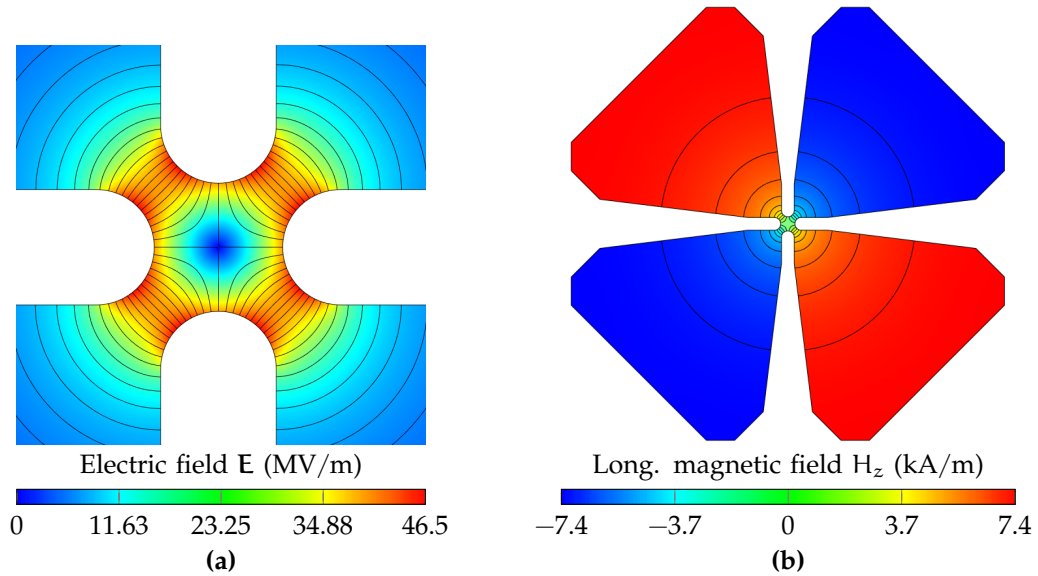 Electric field E (MV/m)
0 11.63 23.25 34.88 46.5
(a)
Long. magnetic field Hz (kA/m)
−7.4 −3.7 0 3.7 7.4
(b)